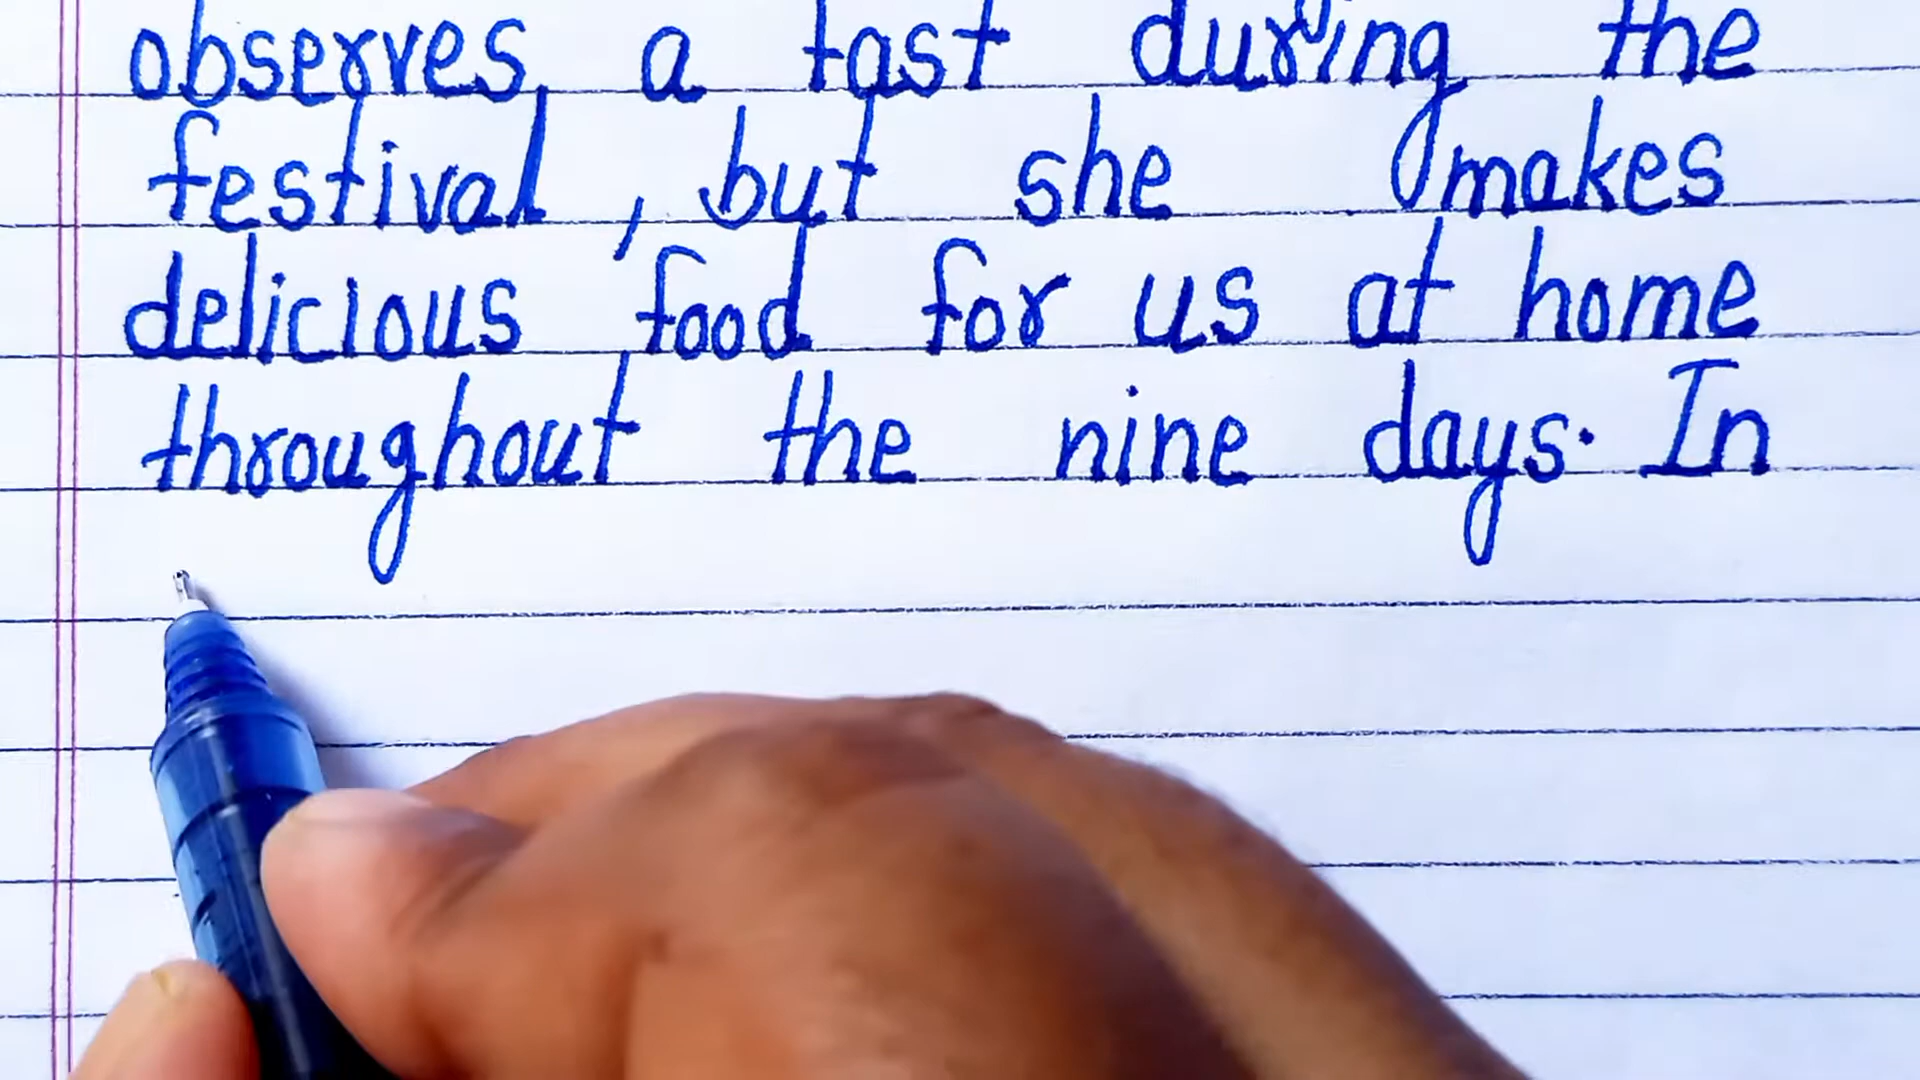 observes a fast during the
festival, but she makes
delicious food for us at home
throughout the nine days. In